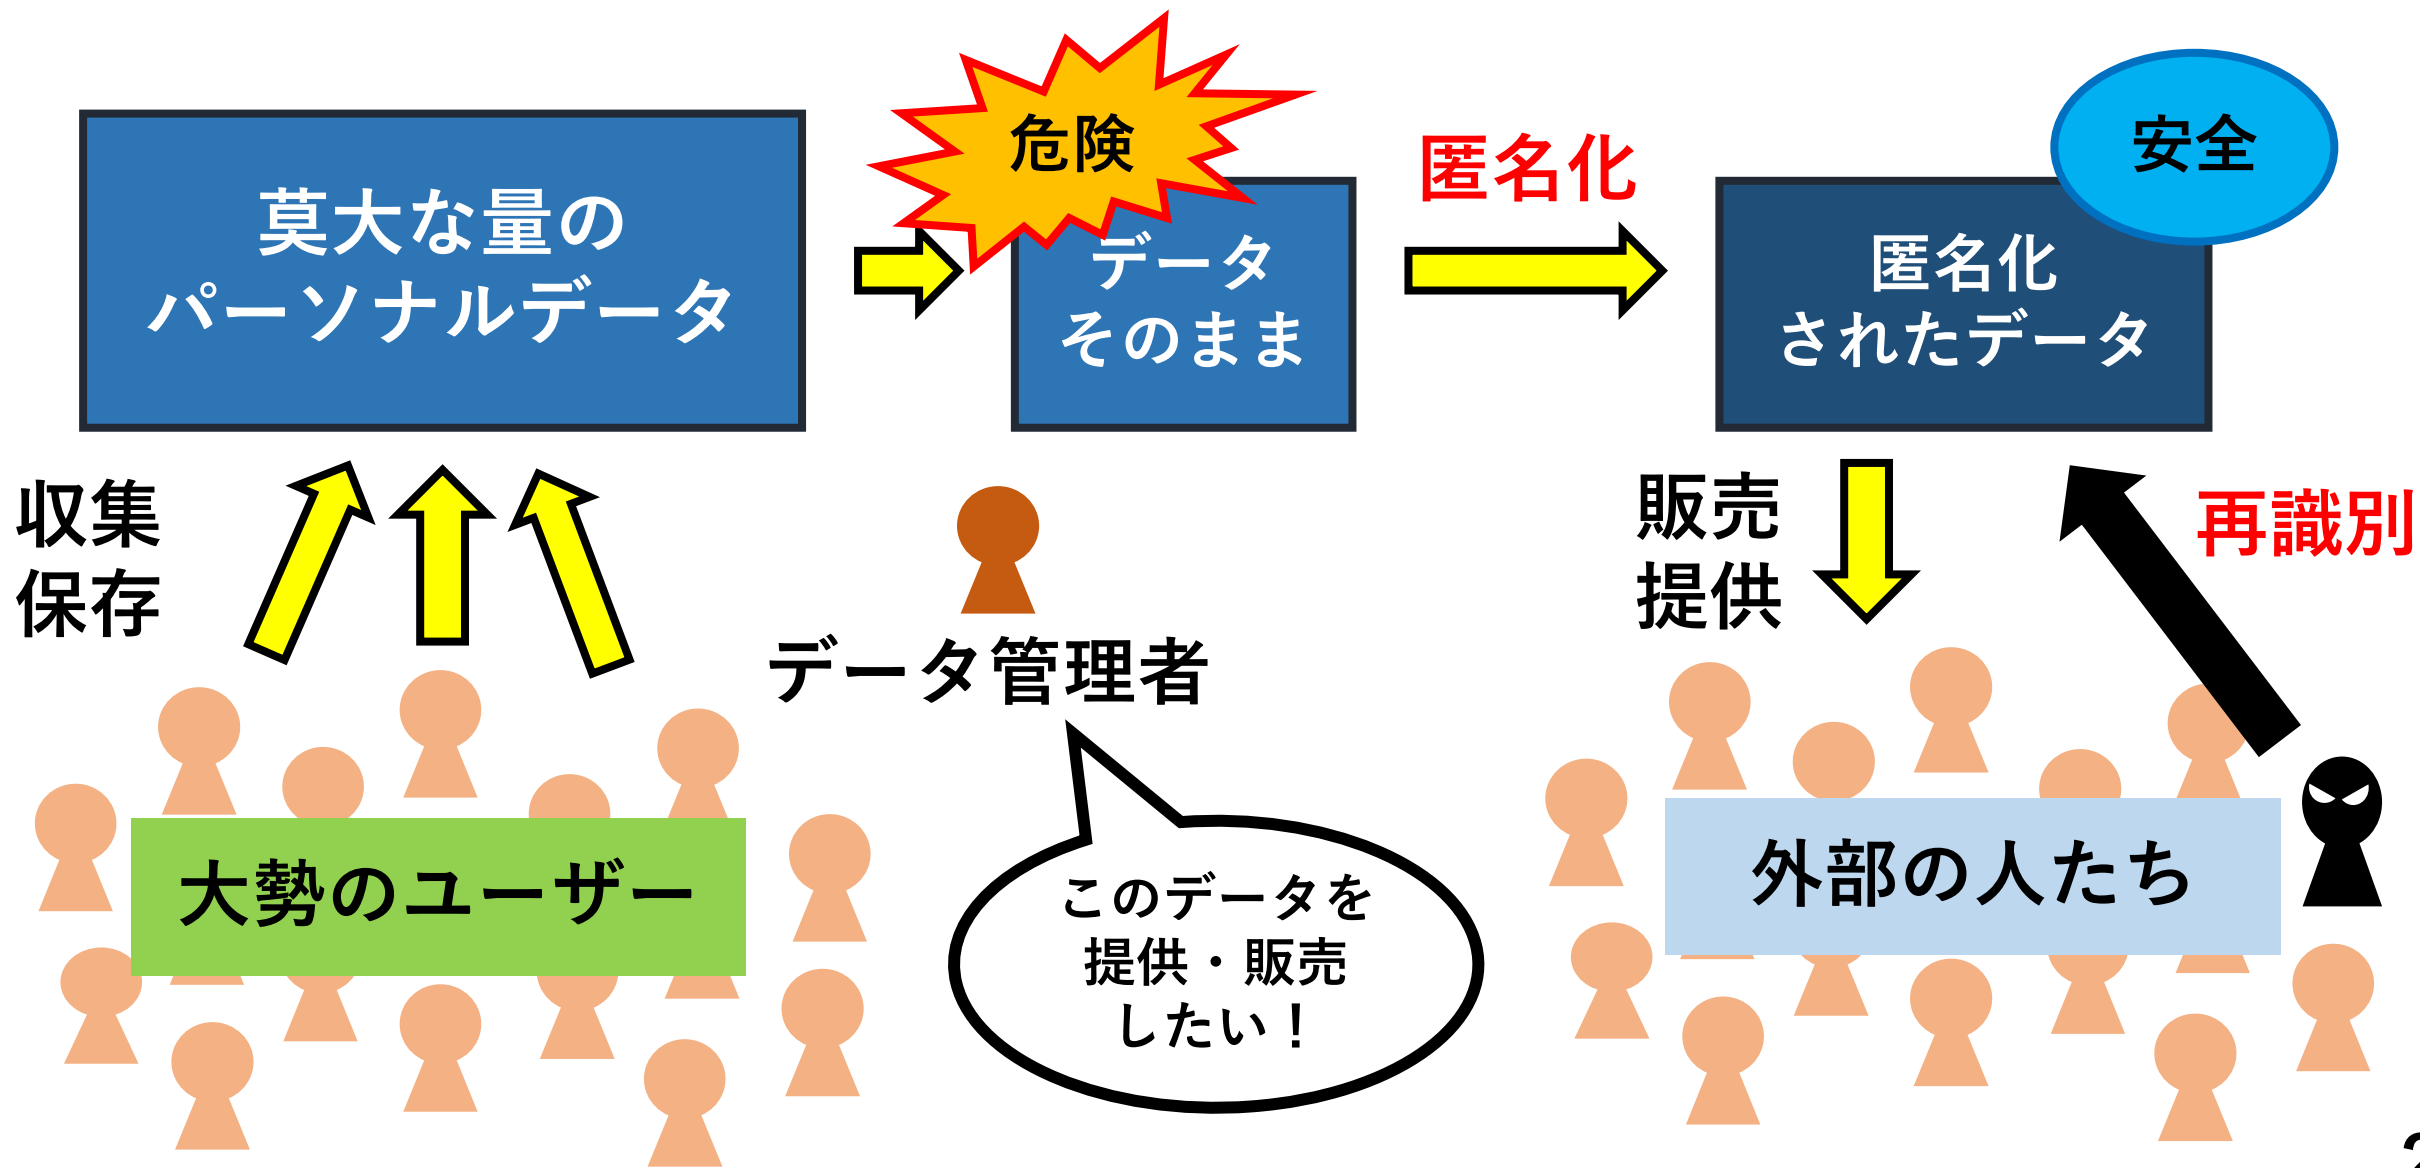 莫大な量の
パーソナルデータ
危険
データ
そのまま
匿名化
安全
匿名化
されたデータ
収集
保存
データ管理者
販売
提供
再識別
大勢のユーザー
このデータを
提供・販売
したい！
外部の人たち